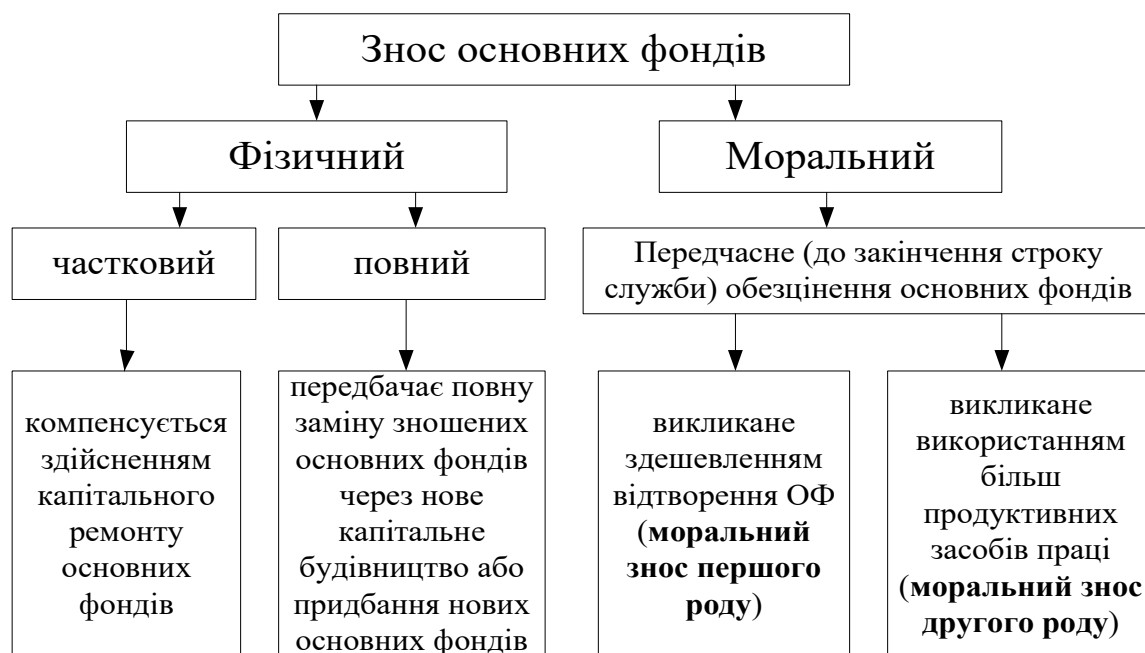 Знос основних фондів
Фізичний
Моральний
частковий
повний
Передчасне (до закінчення строку
служби) обезцінення основних фондів
компенсується
здійсненням
капітального
ремонту
основних
фондів
передбачає повну
заміну зношених
основних фондів
через нове
капітальне
будівництво або
придбання нових
основних фондів
викликане
здешевленням
відтворення ОФ
(моральний
знос першого
роду)
викликане
використанням
більш
продуктивних
засобів праці
(моральний знос
другого роду)